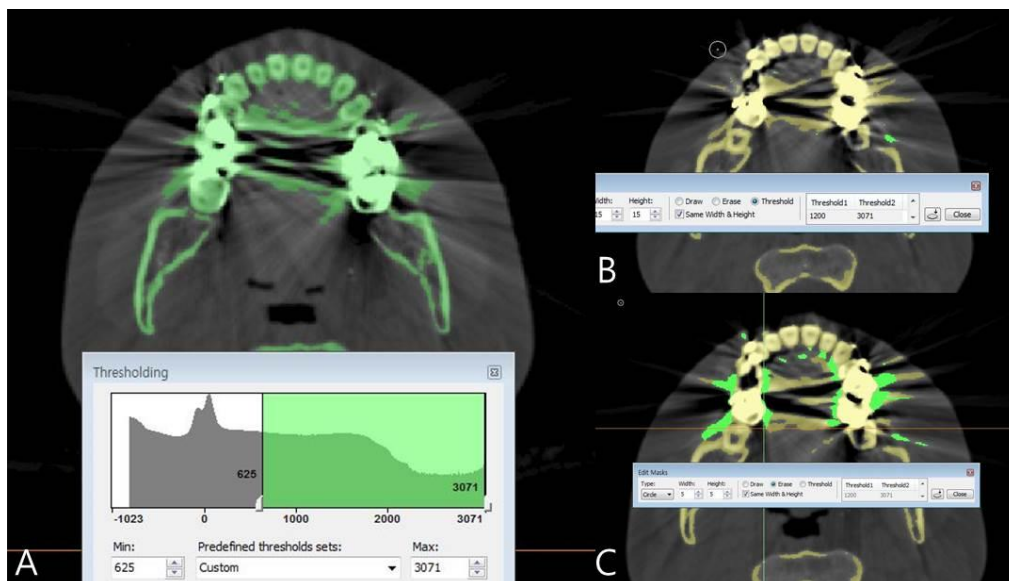 Thresholding
625
3071
-1023 0 1000 2000 3071
Min: Predefined thresholds sets: Max:
625 Custom 3071
A
Width: Height: Draw Erase Threshold Threshold1 Threshold2
15 15 Same Width & Height 1200 3071 Close
B
Edit Masks
Type: Width: Height: Draw Erase Threshold Threshold1 Threshold2
Circle 5 5 Same Width & Height 1200 3071 Close
C